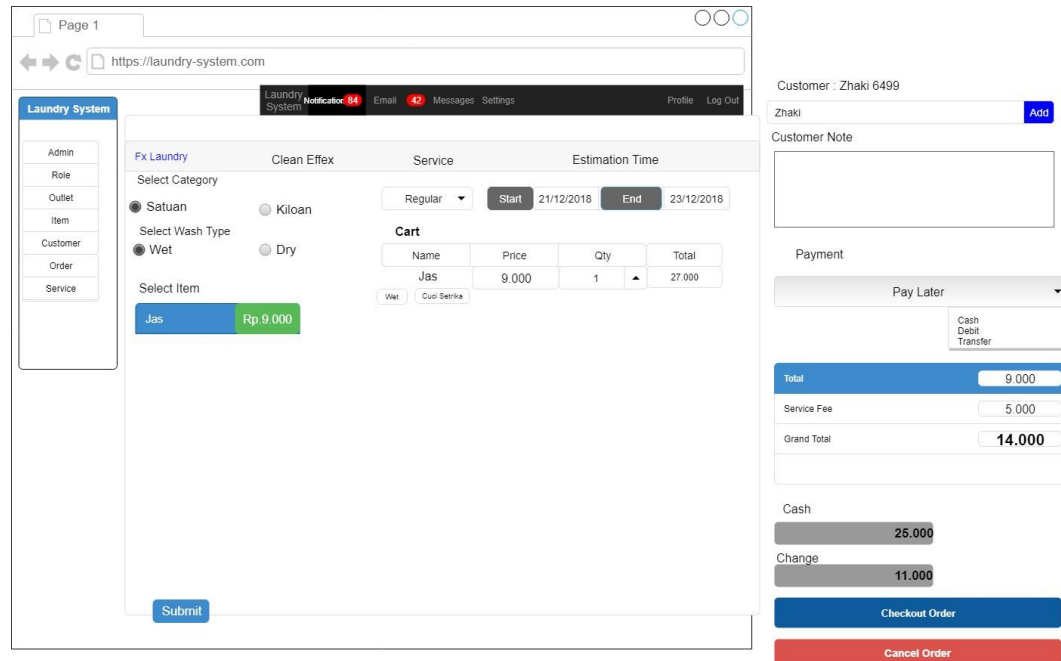 Page 1
https://laundry-system.com
Laundry System
Laundry System Notification 84 Email 42 Messages Settings Profile Log Out
Admin
Role
Outlet
Item
Customer
Order
Service
Fx Laundry Clean Effex Service Estimation Time
Select Category
Satuan Kiloan
Select Wash Type
Wet Dry
Select Item
Jas Rp.9.000
Regular Start 21/12/2018 End 23/12/2018
Cart
Name Price Qty Total
Jas 9.000 1 27.000
Wet Cuci Setrika
Submit
Customer : Zhaki 6499
Zhaki Add
Customer Note
Payment
Pay Later
Cash
Debit
Transfer
Total 9.000
Service Fee 5.000
Grand Total 14.000
Cash
25.000
Change
11.000
Checkout Order
Cancel Order